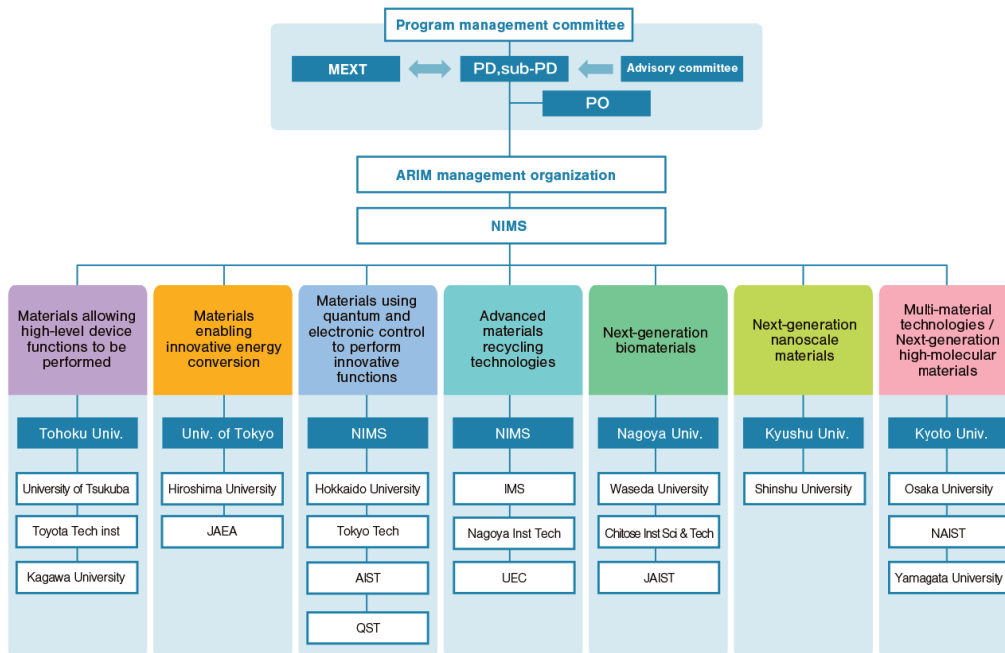 Program management committee
MEXT
PD,sub-PD
Advisory committee
PO
ARIM management organization
NIMS
Materials allowing
high-level device
functions to be
performed
Materials
enabling
innovative energy
conversion
Materials using
quantum and
electronic control
to perform
innovative
functions
Advanced
materials
recycling
technologies
Next-generation
biomaterials
Next-generation
nanoscale
materials
Multi-material
technologies /
Next-generation
high-molecular
materials
Tohoku Univ.
Univ. of Tokyo
NIMS
NIMS
Nagoya Univ.
Kyushu Univ.
Kyoto Univ.
University of Tsukuba
Hiroshima University
Hokkaido University
IMS
Waseda University
Shinshu University
Osaka University
Toyota Tech inst
JAEA
Tokyo Tech
Nagoya Inst Tech
Chitose Inst Sci & Tech
NAIST
Kagawa University
AIST
UEC
JAIST
Yamagata University
QST